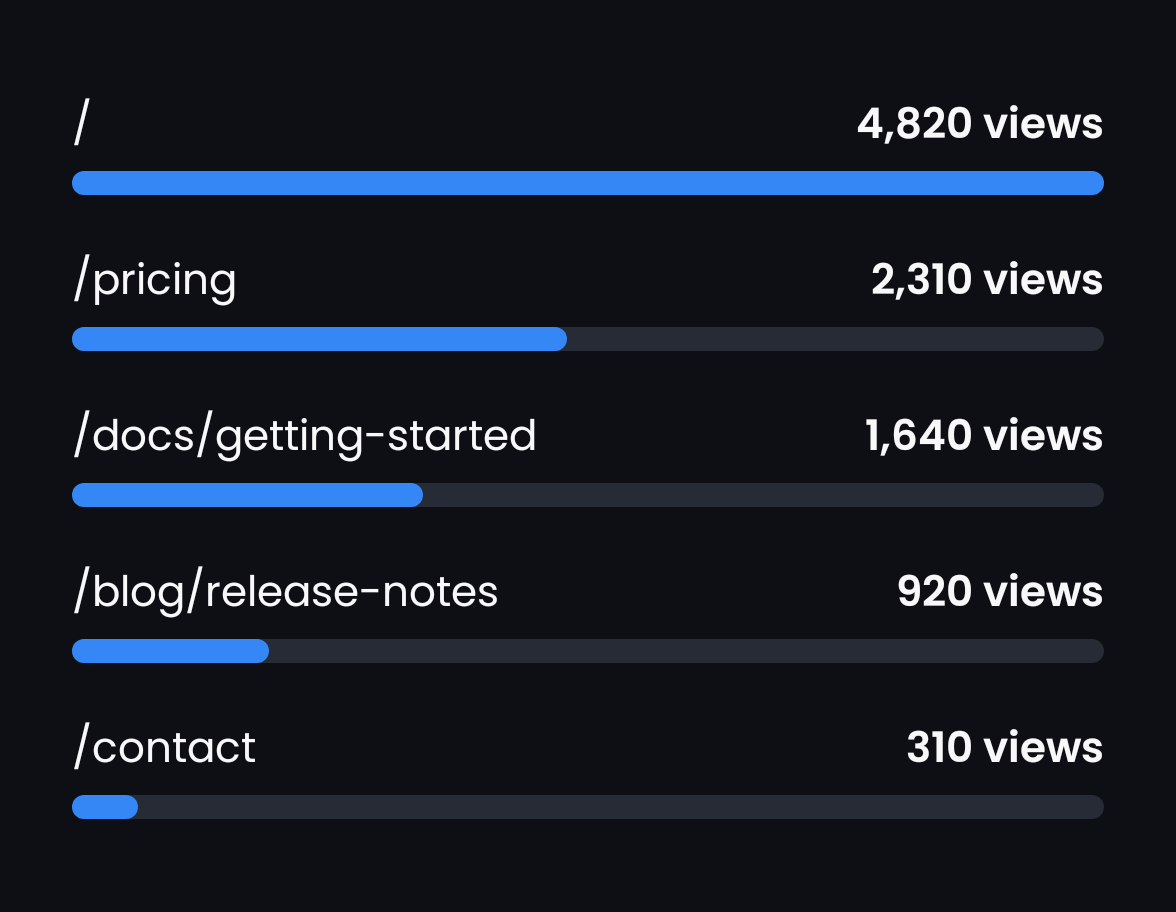 / 4,820 views
/pricing 2,310 views
/docs/getting-started 1,640 views
/blog/release-notes 920 views
/contact 310 views